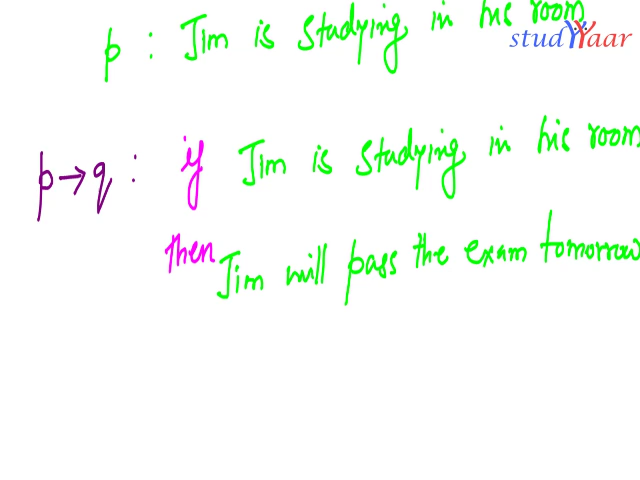 p : Jim is studying in his room
studYYaar
p→q : if Jim is studying in his room
then Jim will pass the exam tomorrow